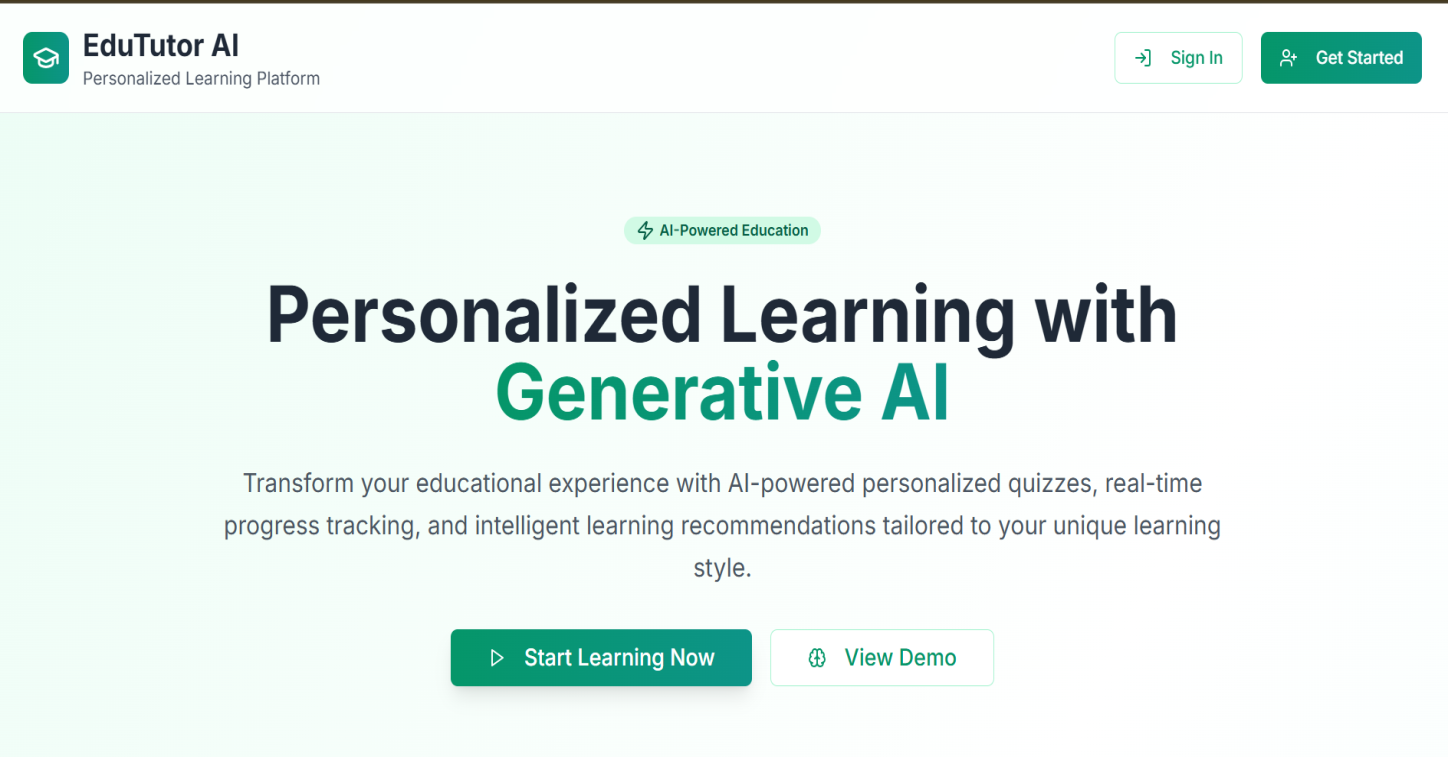 EduTutor AI
Personalized Learning Platform
Sign In
Get Started
AI-Powered Education
Personalized Learning with
Generative AI
Transform your educational experience with AI-powered personalized quizzes, real-time
progress tracking, and intelligent learning recommendations tailored to your unique learning
style.
Start Learning Now
View Demo